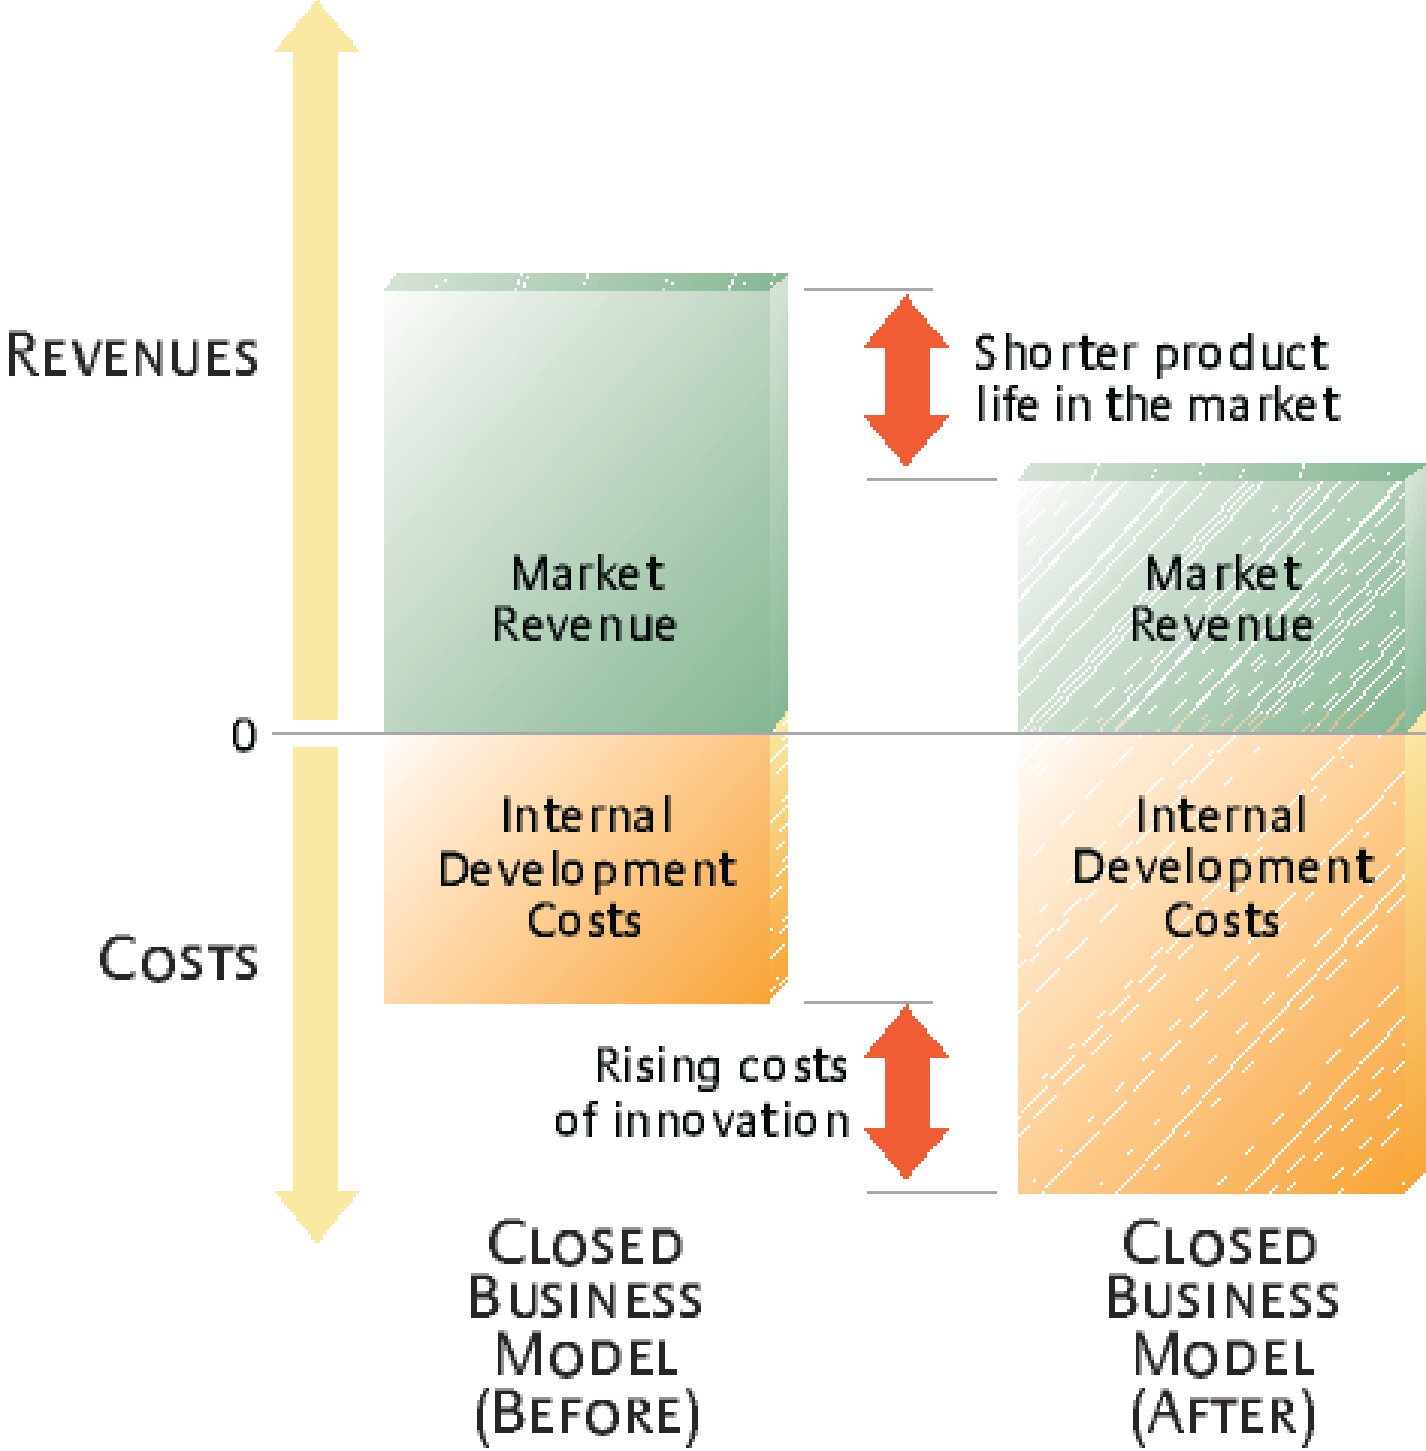 REVENUES
Shorter product
life in the market
Market
Revenue
Market
Revenue
0
Internal
Development
Costs
Internal
Development
Costs
COSTS
Rising costs
of innovation
CLOSED
BUSINESS
MODEL
(BEFORE)
CLOSED
BUSINESS
MODEL
(AFTER)